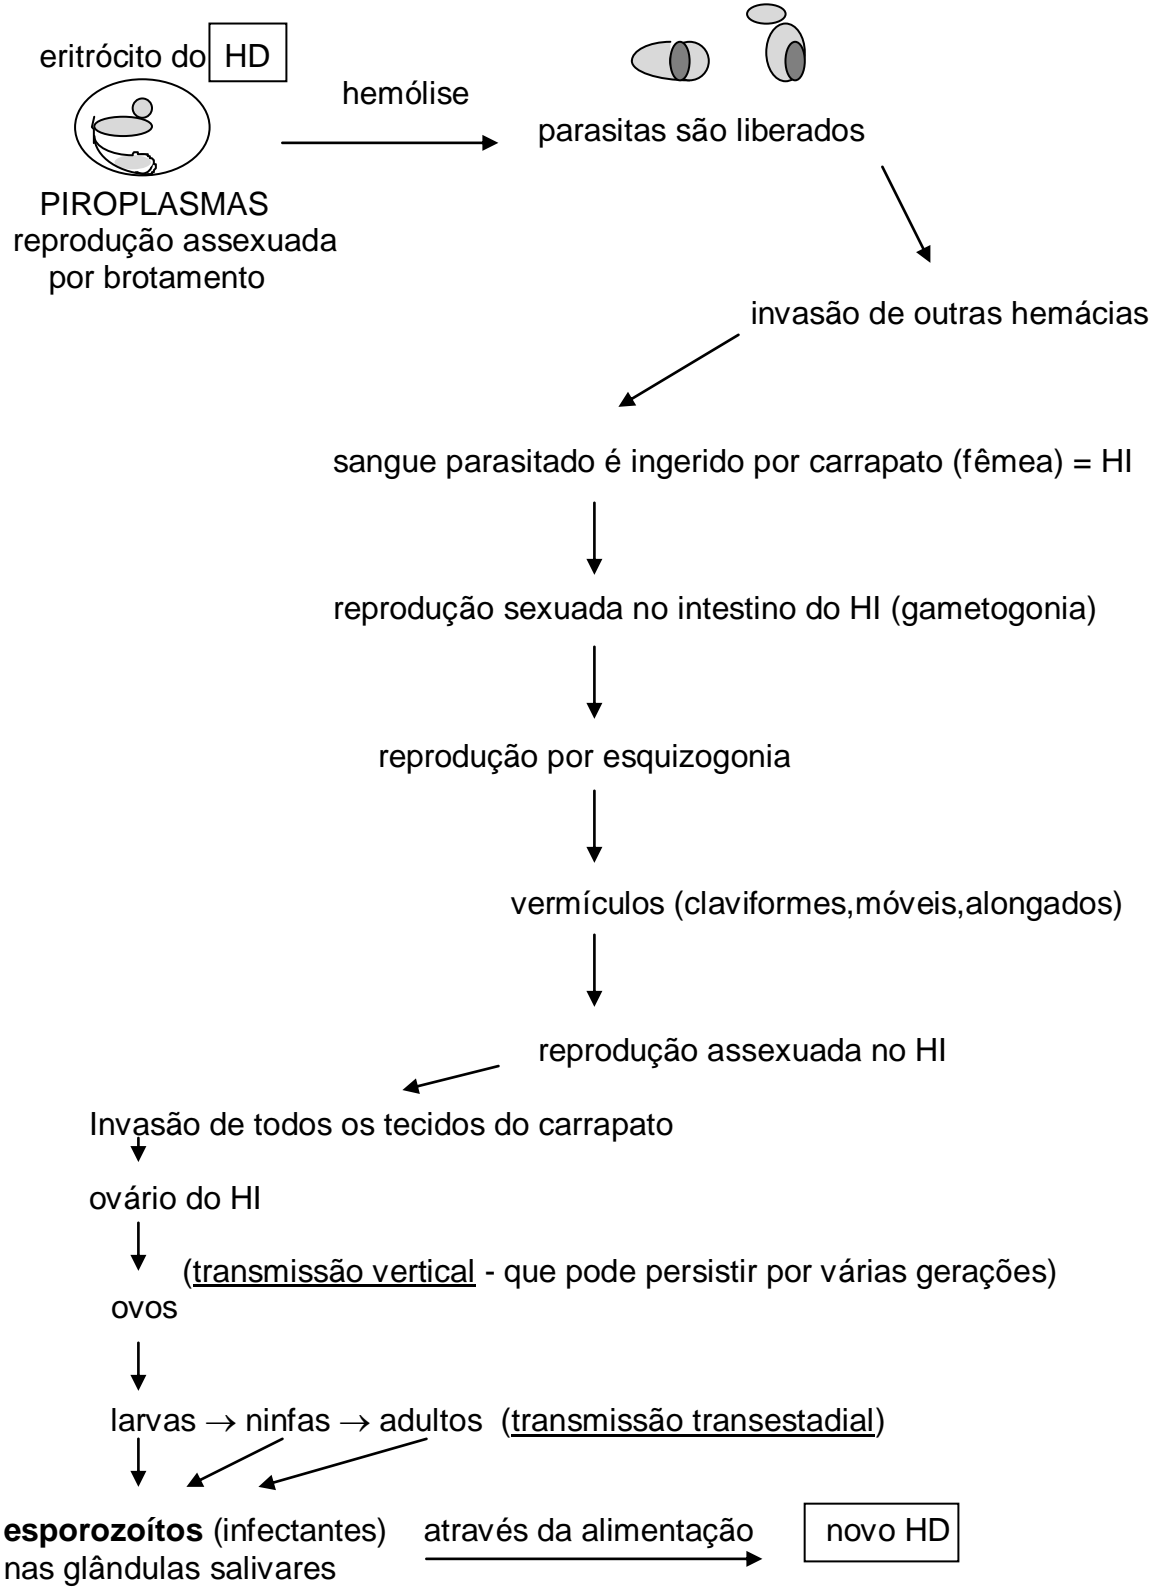 eritrócito do HD
hemólise
parasitas são liberados
PIROPLASMAS
reprodução assexuada
por brotamento
invasão de outras hemácias
sangue parasitado é ingerido por carrapato (fêmea) = HI
reprodução sexuada no intestino do HI (gametogonia)
reprodução por esquizogonia
vermículos (claviformes,móveis,alongados)
reprodução assexuada no HI
Invasão de todos os tecidos do carrapato
ovário do HI
(transmissão vertical - que pode persistir por várias gerações)
ovos
larvas → ninfas → adultos (transmissão transestadial)
esporozoítos (infectantes) através da alimentação novo HD
nas glândulas salivares